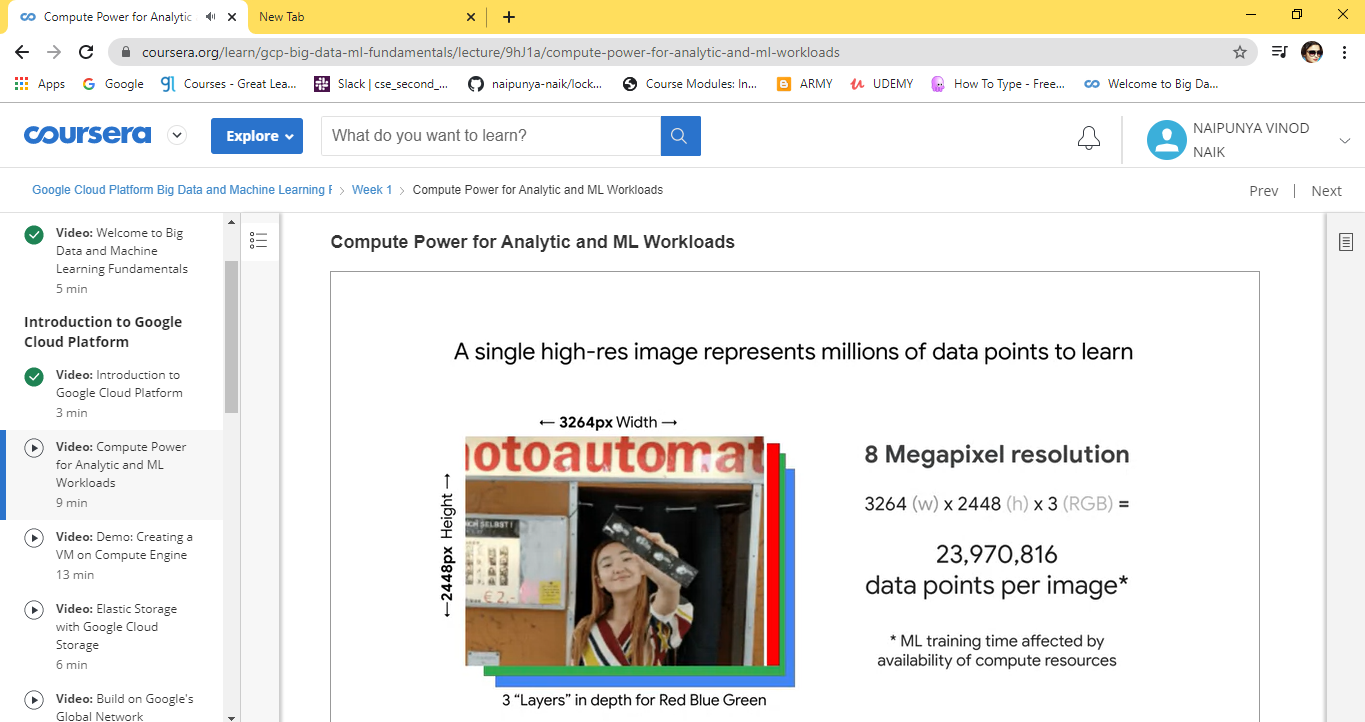 Compute Power for Analytic
New Tab
coursera.org/learn/gcp-big-data-ml-fundamentals/lecture/9hJ1a/compute-power-for-analytic-and-ml-workloads
Apps
Google
Courses - Great Lea...
Slack | cse_second_...
naipunya-naik/lock...
Course Modules: In...
ARMY
UDEMY
How To Type - Free...
Welcome to Big Da...
coursera
Explore
What do you want to learn?
NAIPUNYA VINOD
NAIK
Google Cloud Platform Big Data and Machine Learning F
Week 1
Compute Power for Analytic and ML Workloads
Prev | Next
Video: Welcome to Big
Data and Machine
Learning Fundamentals
5 min
Introduction to Google
Cloud Platform
Video: Introduction to
Google Cloud Platform
3 min
Video: Compute Power
for Analytic and ML
Workloads
9 min
Video: Demo: Creating a
VM on Compute Engine
13 min
Video: Elastic Storage
with Google Cloud
Storage
6 min
Video: Build on Google's
Global Network
Compute Power for Analytic and ML Workloads
A single high-res image represents millions of data points to learn
← 3264px Width →
←2448px Height →
otoautomat
SELBST!
€2.-
3 “Layers” in depth for Red Blue Green
8 Megapixel resolution
3264 (w) x 2448 (h) x 3 (RGB) =
23,970,816
data points per image*
* ML training time affected by
availability of compute resources